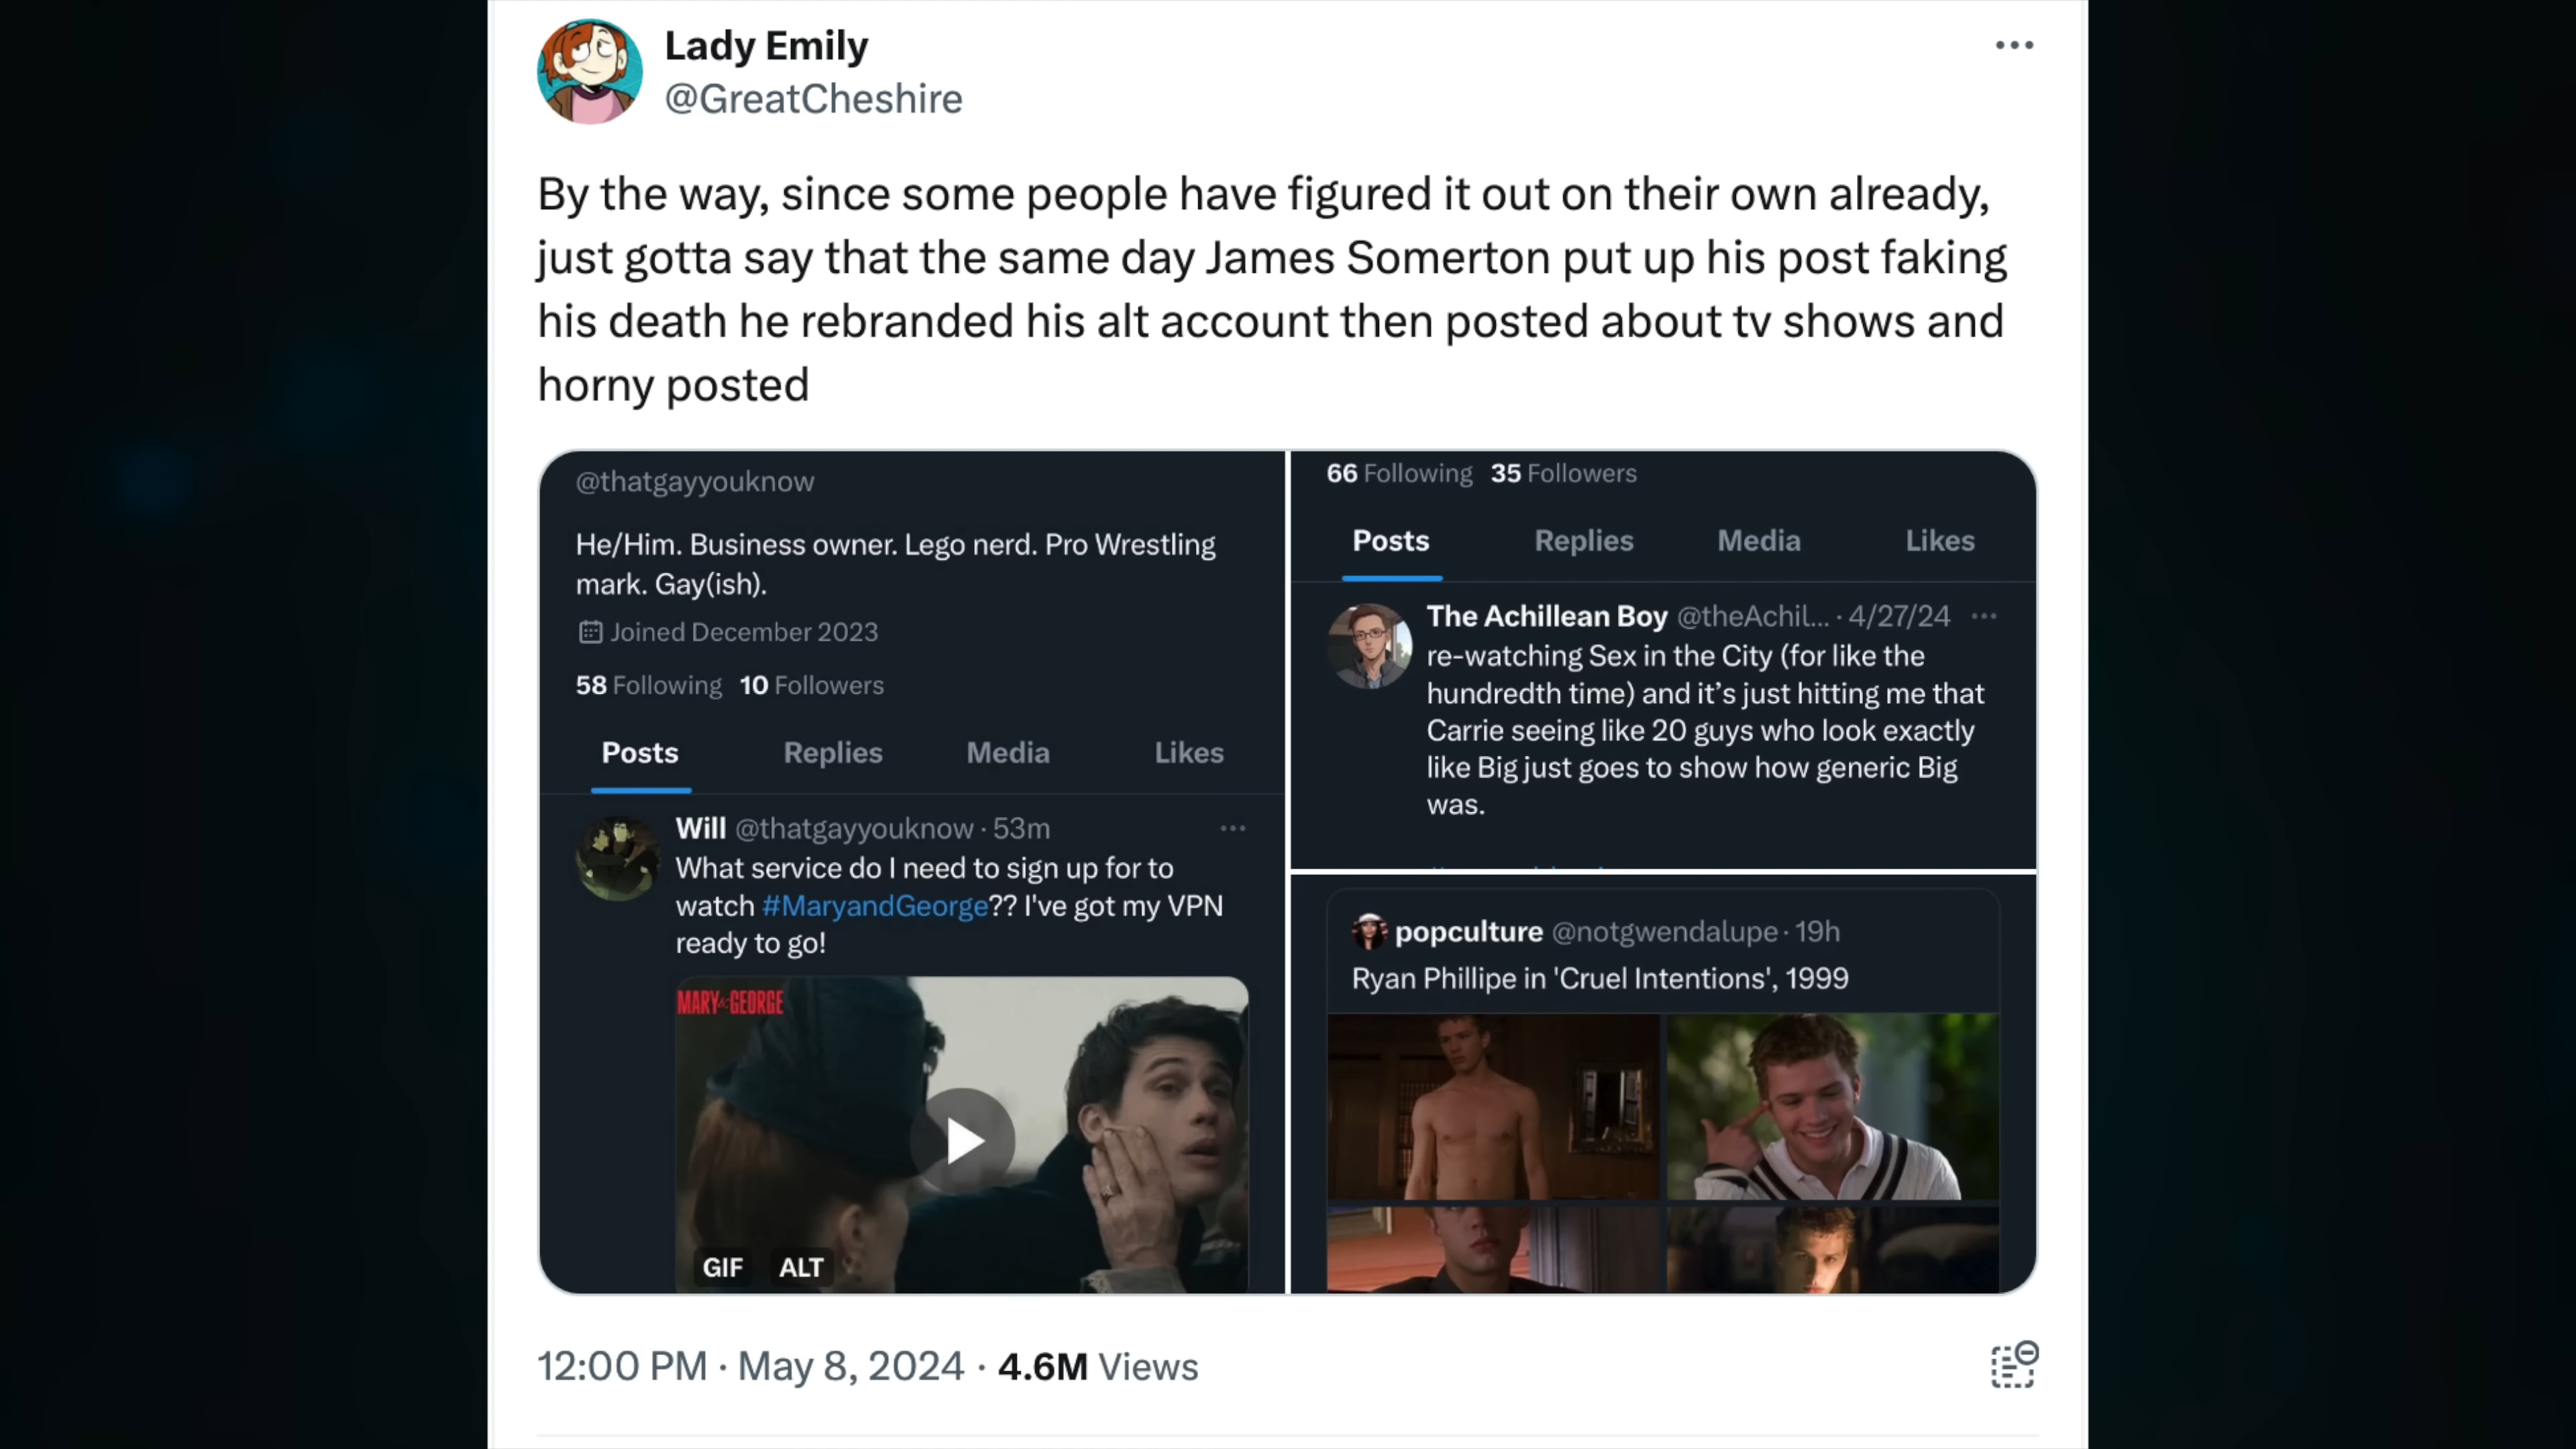 Lady Emily
@GreatCheshire
By the way, since some people have figured it out on their own already,
just gotta say that the same day James Somerton put up his post faking
his death he rebranded his alt account then posted about tv shows and
horny posted
@thatgayyouknow
He/Him. Business owner. Lego nerd. Pro Wrestling
mark. Gay(ish).
Joined December 2023
58 Following 10 Followers
Posts Replies Media Likes
Will @thatgayyouknow · 53m
What service do I need to sign up for to
watch #MaryandGeorge?? I've got my VPN
ready to go!
MARY & GEORGE
GIF ALT
66 Following 35 Followers
Posts Replies Media Likes
The Achillean Boy @theAchil... · 4/27/24
re-watching Sex in the City (for like the
hundredth time) and it's just hitting me that
Carrie seeing like 20 guys who look exactly
like Big just goes to show how generic Big
was.
popculture @notgwendalupe · 19h
Ryan Phillipe in 'Cruel Intentions', 1999
12:00 PM · May 8, 2024 · 4.6M Views